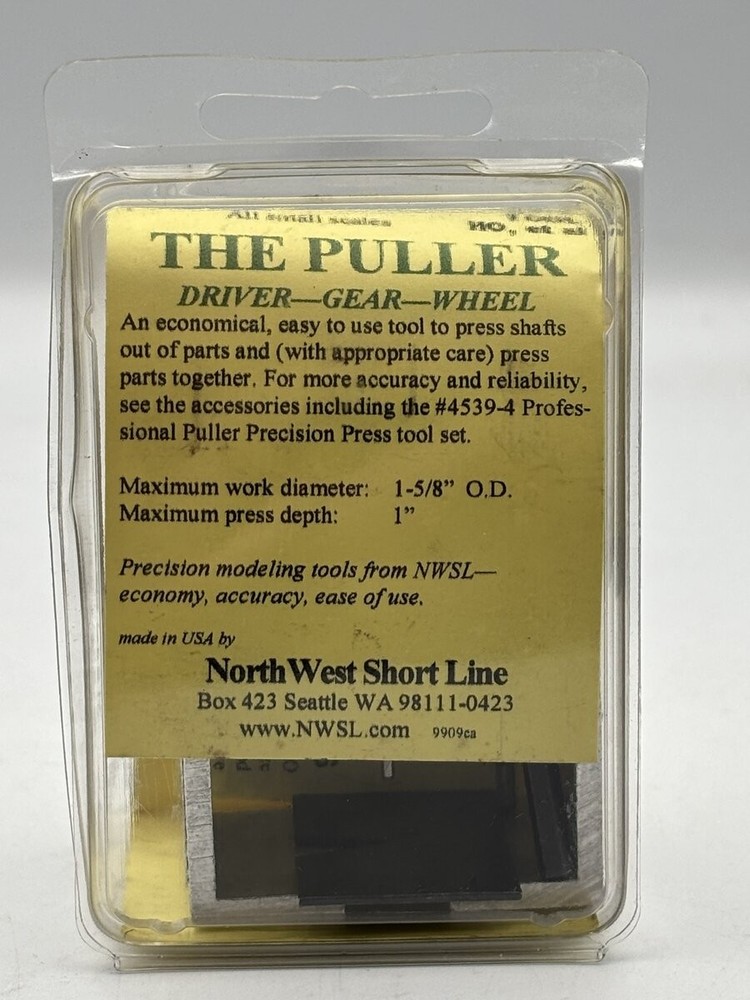 All small scales
THE PULLER
DRIVER—GEAR—WHEEL
An economical, easy to use tool to press shafts
out of parts and (with appropriate care) press
parts together. For more accuracy and reliability,
see the accessories including the #4539-4 Profes-
sional Puller Precision Press tool set.
Maximum work diameter: 1-5/8” O.D.
Maximum press depth: 1”
Precision modeling tools from NWSL—
economy, accuracy, ease of use.
made in USA by
NorthWest Short Line
Box 423 Seattle WA 98111-0423
www.NWSL.com 9909ca